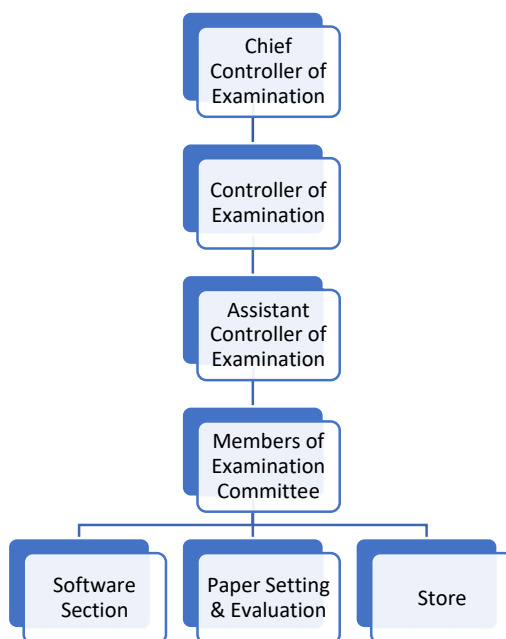 Chief
Controller of
Examination
Controller of
Examination
Assistant
Controller of
Examination
Members of
Examination
Committee
Software
Section
Paper Setting
& Evaluation
Store